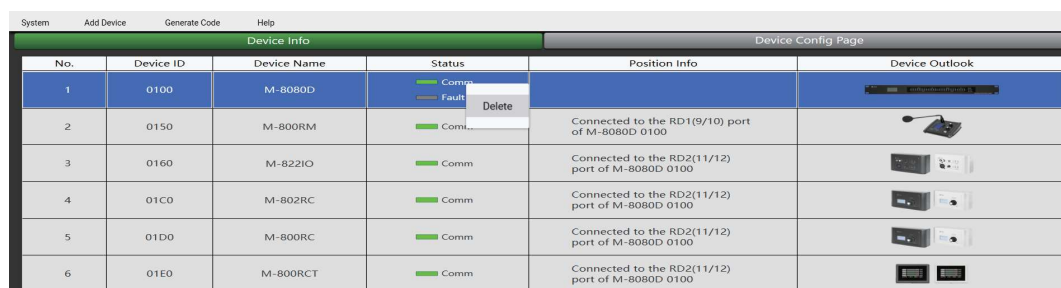 System Add Device Generate Code Help
Device Info Device Config Page
No. Device ID Device Name Status Position Info Device Outlook
1 0100 M-8080D Comm
Fault
Delete
2 0150 M-800RM Comm Connected to the RD1(9/10) port
of M-8080D 0100
3 0160 M-822IO Comm Connected to the RD2(11/12)
port of M-8080D 0100
4 01C0 M-802RC Comm Connected to the RD2(11/12)
port of M-8080D 0100
5 01D0 M-800RC Comm Connected to the RD2(11/12)
port of M-8080D 0100
6 01E0 M-800RCT Comm Connected to the RD2(11/12)
port of M-8080D 0100